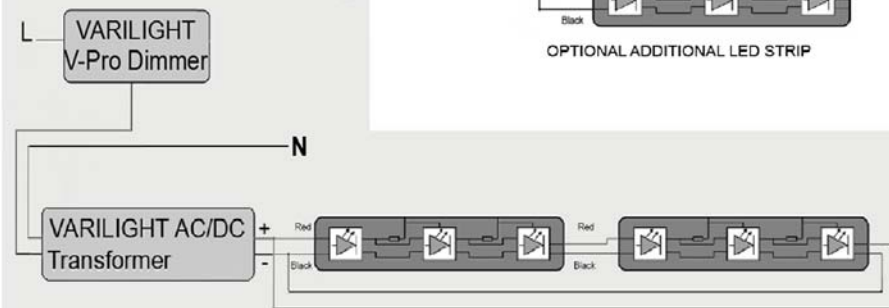 Black
OPTIONAL ADDITIONAL LED STRIP
L
VARILIGHT
V-Pro Dimmer
N
VARILIGHT AC/DC
Transformer
+
-
Red
Black
Red
Black